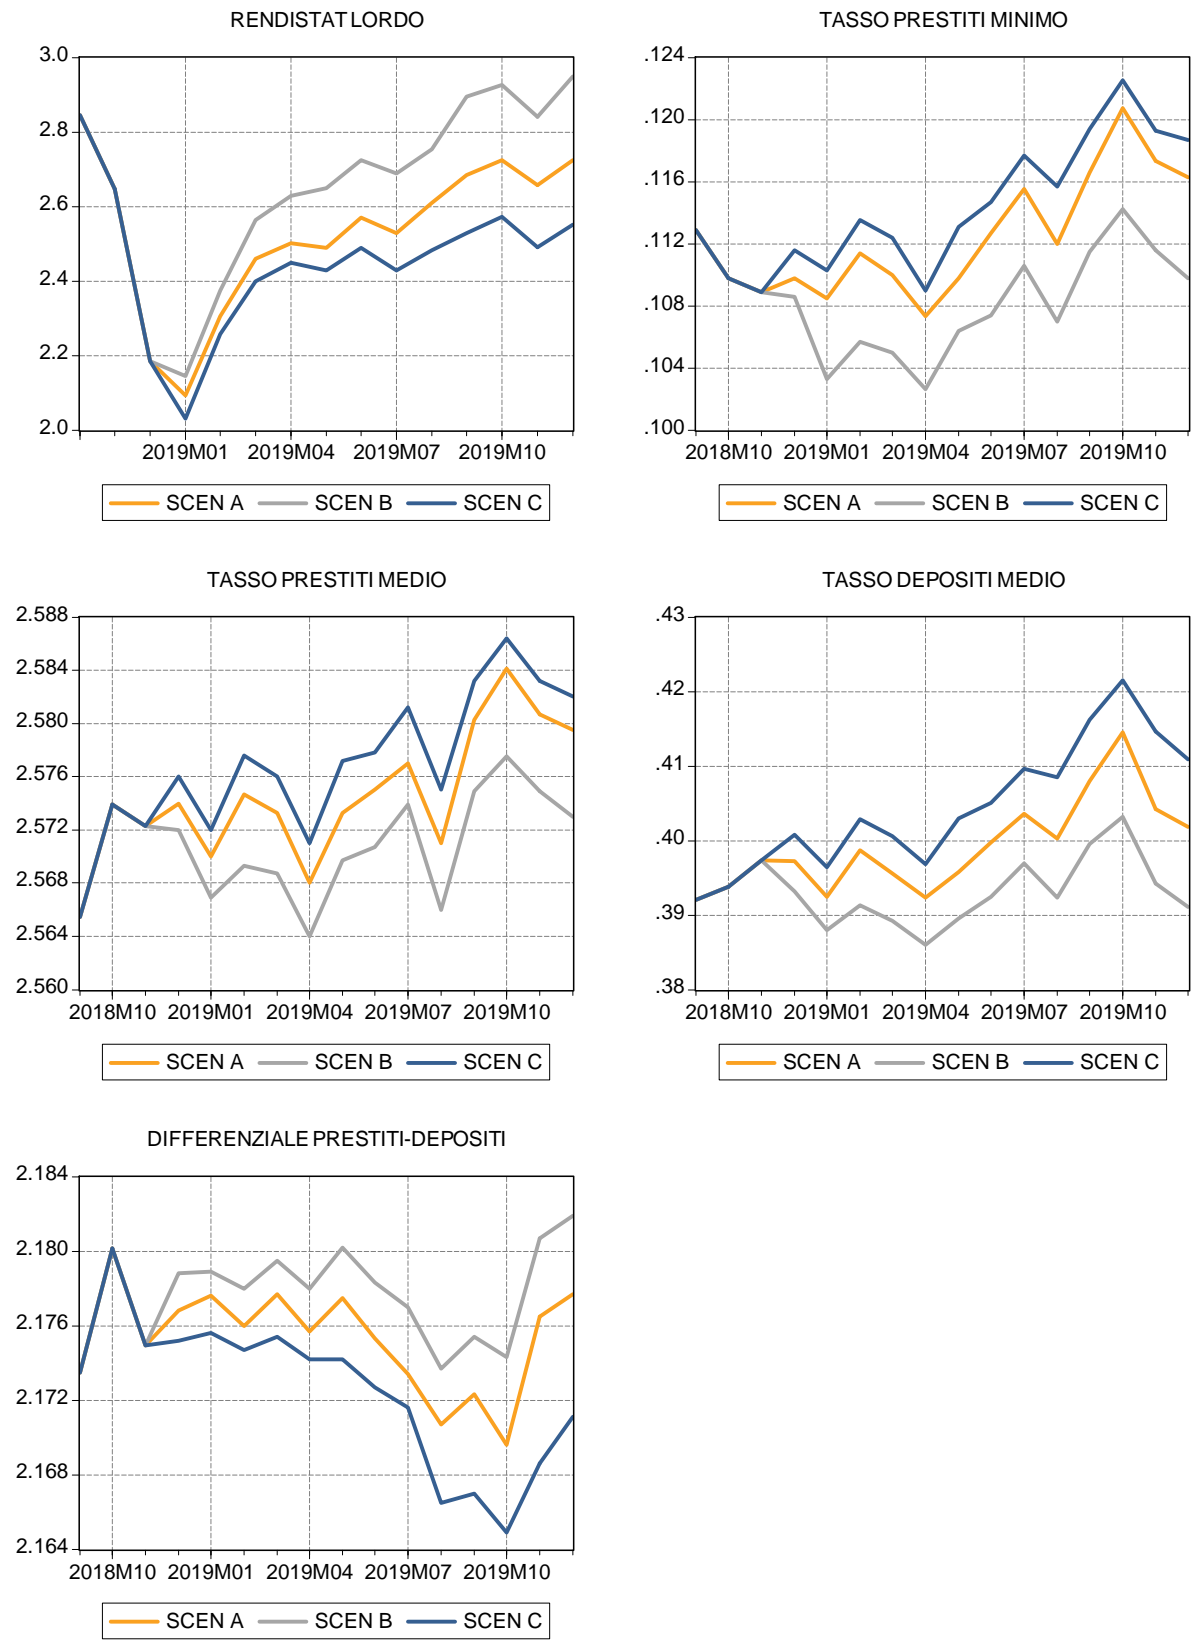 RENDISTAT LORDO
3.0
2.8
2.6
2.4
2.2
2.0
2019M01 2019M04 2019M07 2019M10
SCEN A SCEN B SCEN C
TASSO PRESTITI MINIMO
.124
.120
.116
.112
.108
.104
.100
2018M10 2019M01 2019M04 2019M07 2019M10
SCEN A SCEN B SCEN C
TASSO PRESTITI MEDIO
2.588
2.584
2.580
2.576
2.572
2.568
2.564
2.560
2018M10 2019M01 2019M04 2019M07 2019M10
SCEN A SCEN B SCEN C
TASSO DEPOSITI MEDIO
.43
.42
.41
.40
.39
.38
2018M10 2019M01 2019M04 2019M07 2019M10
SCEN A SCEN B SCEN C
DIFFERENZIALE PRESTITI-DEPOSITI
2.184
2.180
2.176
2.172
2.168
2.164
2018M10 2019M01 2019M04 2019M07 2019M10
SCEN A SCEN B SCEN C